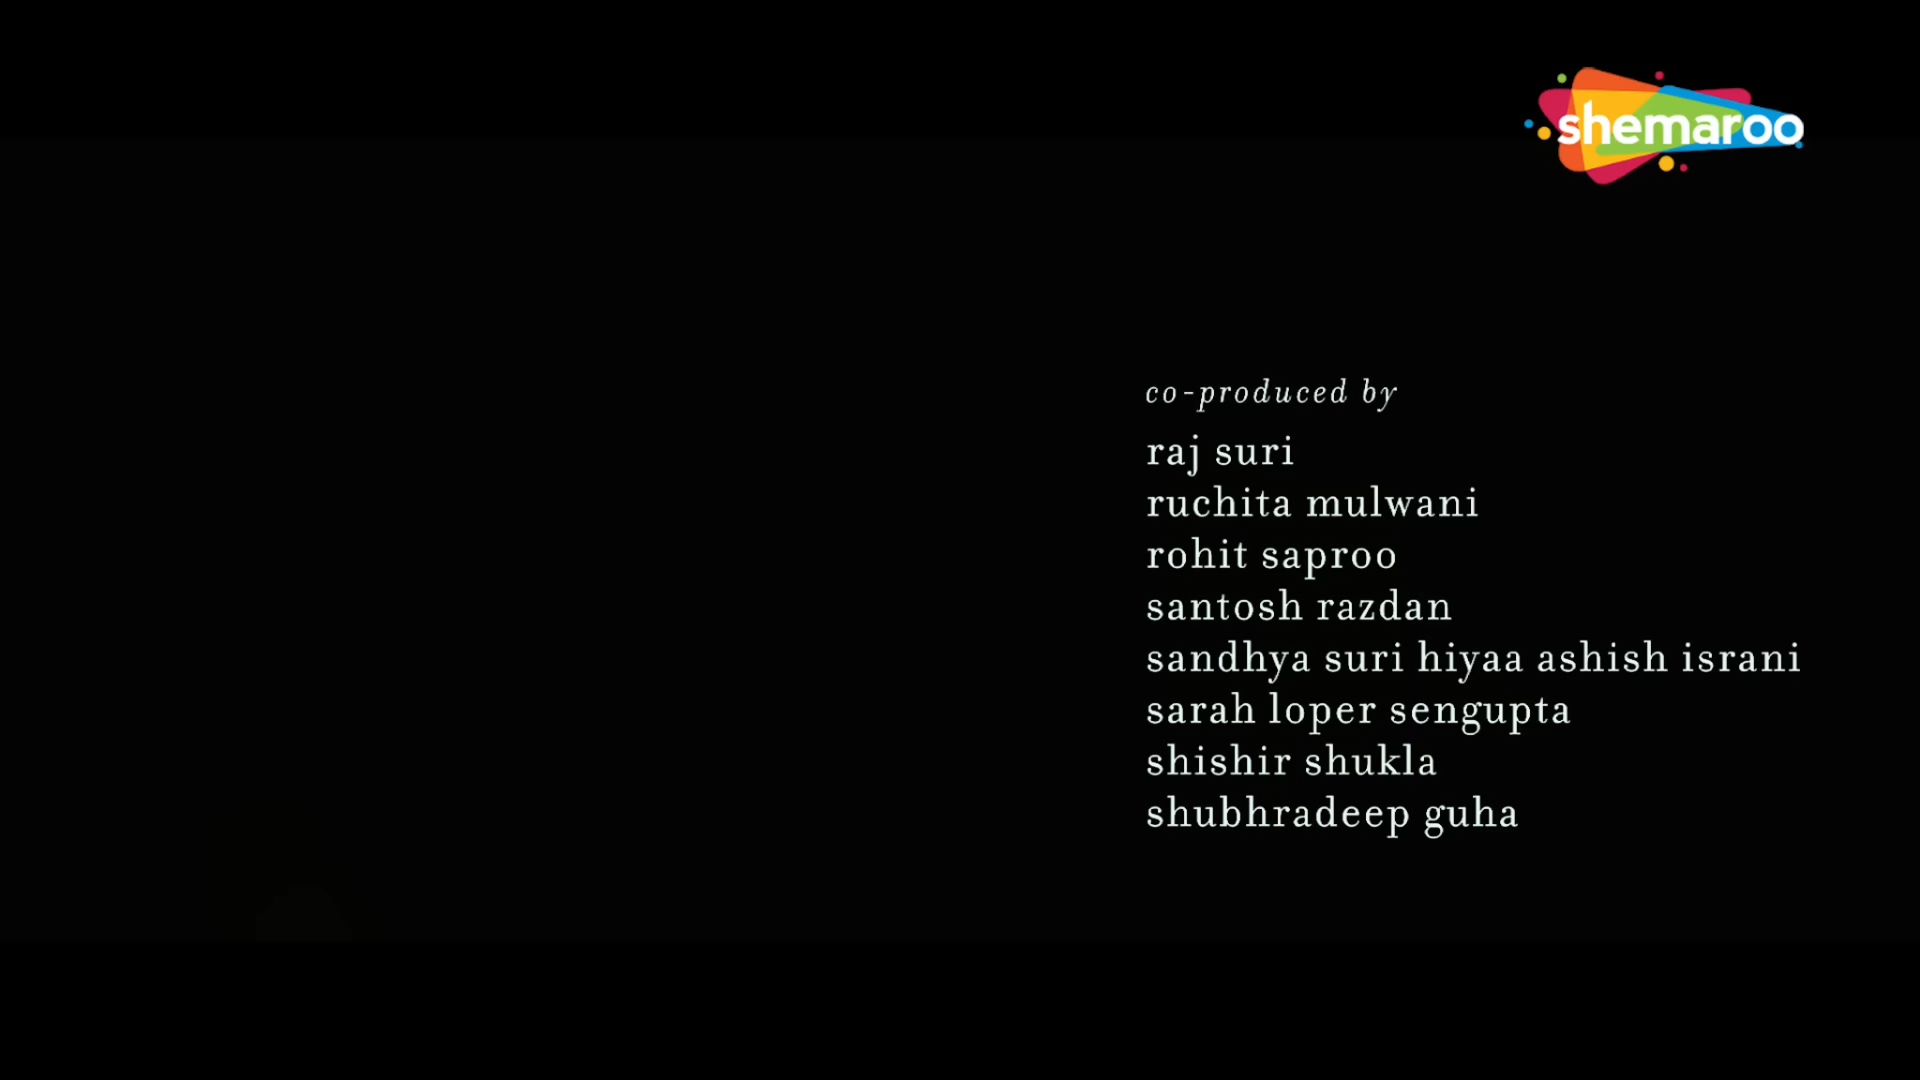 shemaroo
co-produced by
raj suri
ruchita mulwani
rohit saproo
santosh razdan
sandhya suri hiyaa ashish israni
sarah loper sengupta
shishir shukla
shubhradeep guha